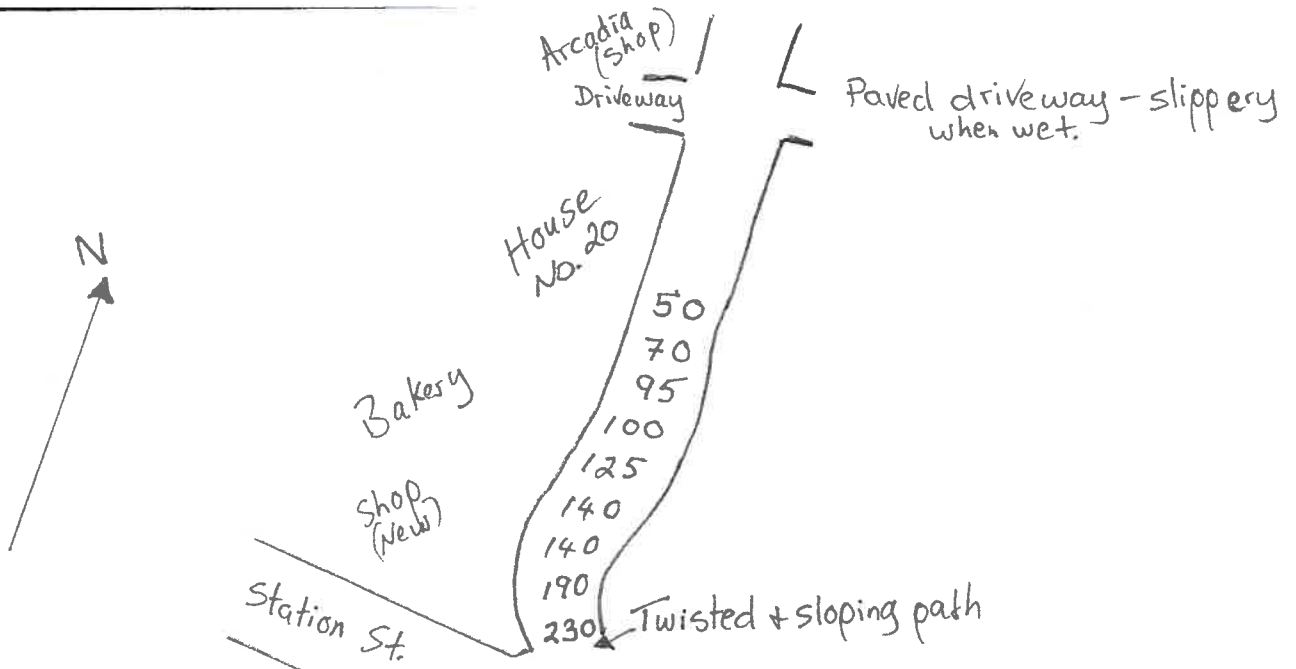 Arcadia
(shop)
Driveway
Paved driveway - slippery
when wet.
House
No. 20
N
50
70
95
100
125
140
140
190
230
Bakery
Shop
(New)
Station St.
Twisted + sloping path